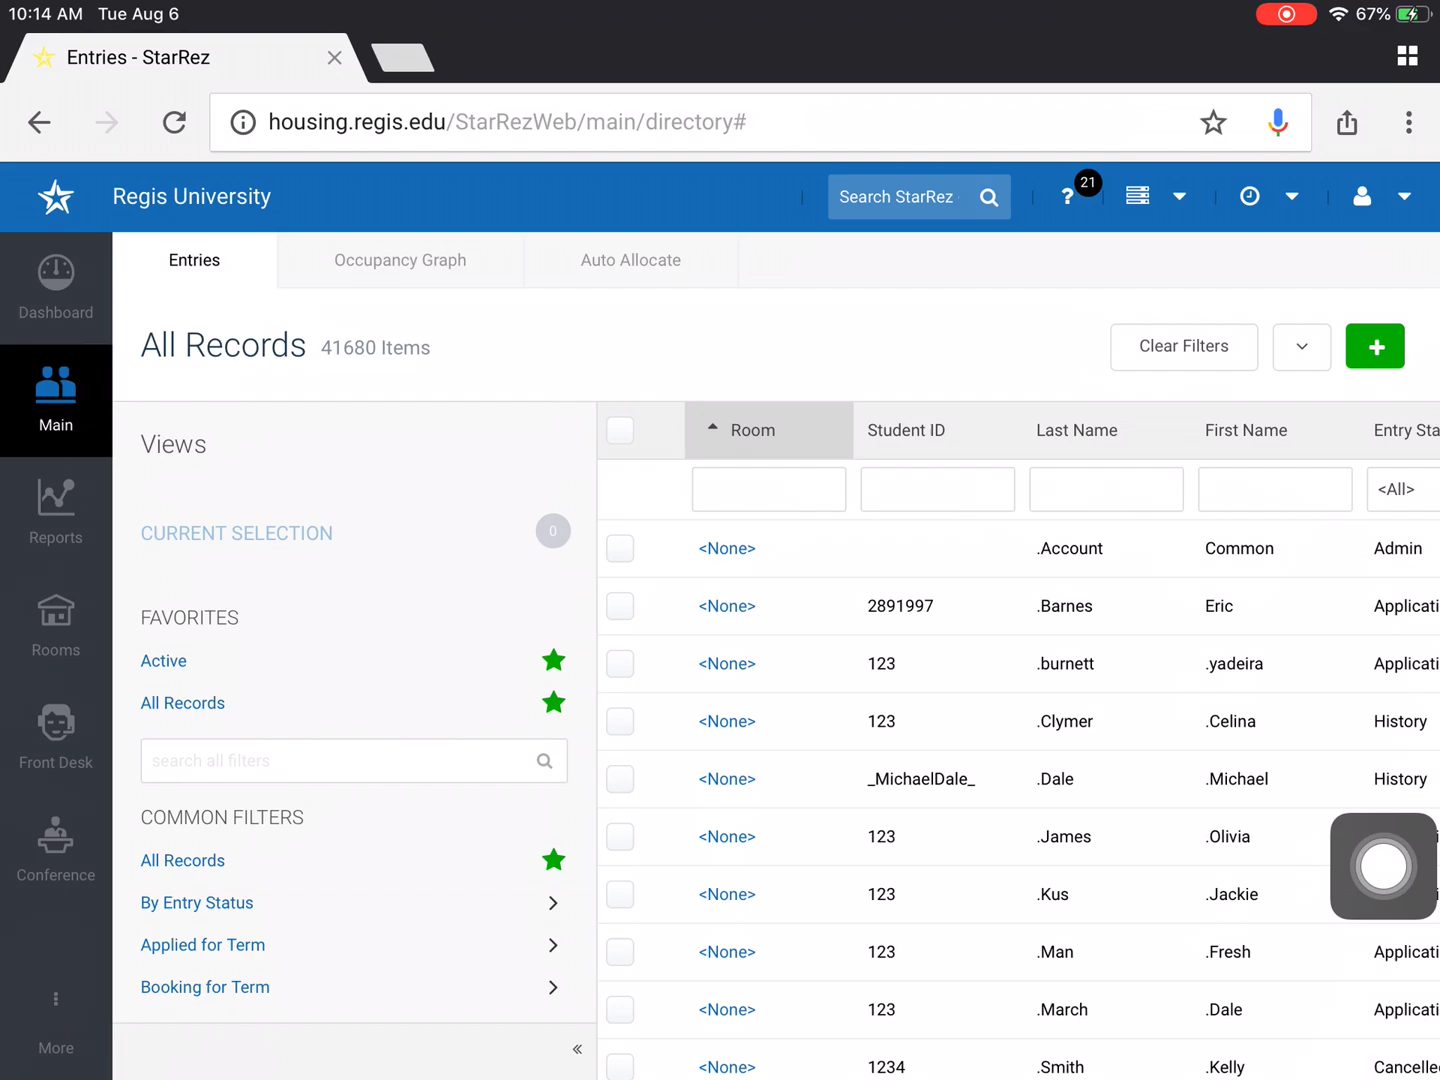 10:14 AM Tue Aug 6 67%
Entries - StarRez
housing.regis.edu/StarRezWeb/main/directory#
Regis University Search StarRez ? 21
Entries Occupancy Graph Auto Allocate
All Records 41680 Items Clear Filters +
Dashboard
Main
Reports
Rooms
Front Desk
Conference
More
Views
CURRENT SELECTION 0
FAVORITES
Active
All Records
search all filters
COMMON FILTERS
All Records
By Entry Status
Applied for Term
Booking for Term
«
Room Student ID Last Name First Name Entry Sta
<All>
<None> .Account Common Admin
<None> 2891997 .Barnes Eric Applicati
<None> 123 .burnett .yadeira Applicati
<None> 123 .Clymer .Celina History
<None> _MichaelDale_ .Dale .Michael History
<None> 123 .James .Olivia
<None> 123 .Kus .Jackie
<None> 123 .Man .Fresh Applicati
<None> 123 .March .Dale Applicati
<None> 1234 .Smith .Kelly Cancelle